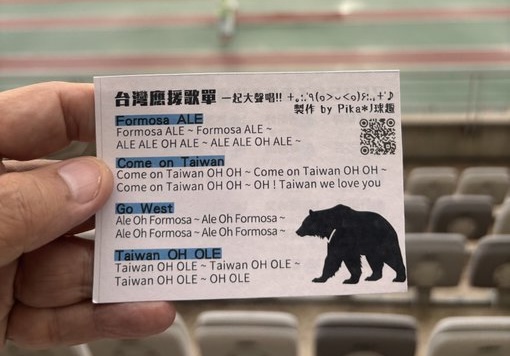 台灣應援歌單 一起大聲唱!! +｡:.ﾟ٩(ο>◡<ο)۶:.｡+ﾟ♪
製作 by Pika*J球趣
Formosa ALE
Formosa ALE ~ Formosa ALE ~
ALE ALE OH ALE ~ ALE ALE OH ALE ~
Come on Taiwan
Come on Taiwan OH OH ~ Come on Taiwan OH OH ~
Come on Taiwan OH OH ~ OH ! Taiwan we love you
Go West
Ale Oh Formosa ~ Ale Oh Formosa ~
Ale Oh Formosa ~ Ale Oh Formosa ~
Taiwan OH OLE
Taiwan OH OLE ~ Taiwan OH OLE ~
Taiwan OH OLE ~ OH OLE